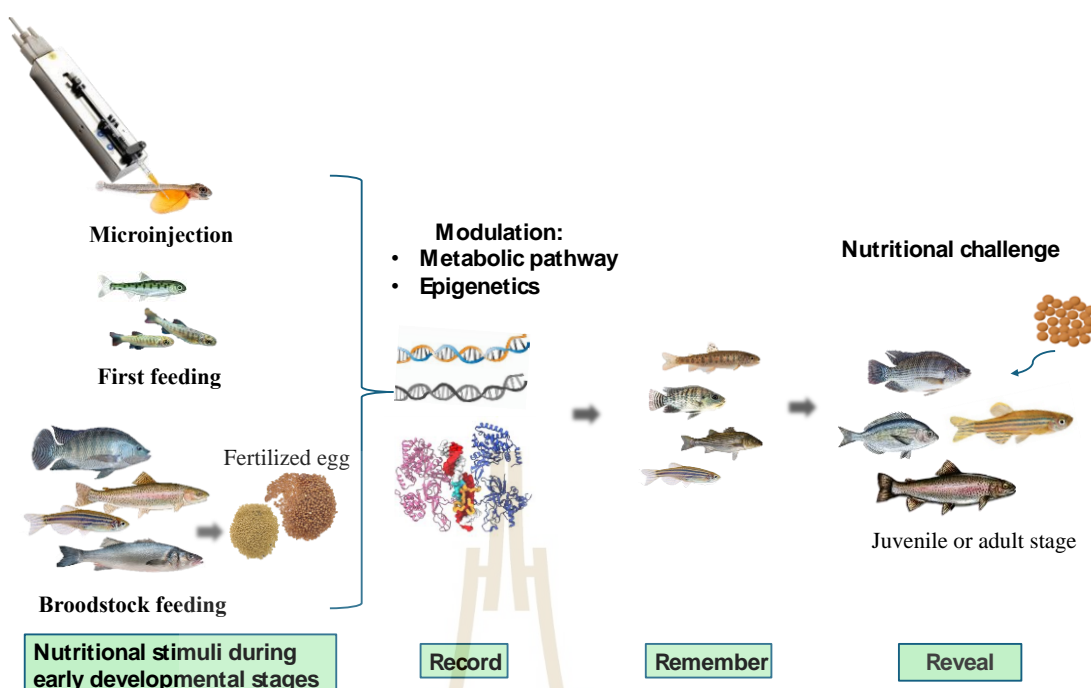 Microinjection
First feeding
Fertilized egg
Broodstock feeding
Nutritional stimuli during
early developmental stages
Modulation:
• Metabolic pathway
• Epigenetics
Record
Remember
Nutritional challenge
Juvenile or adult stage
Reveal